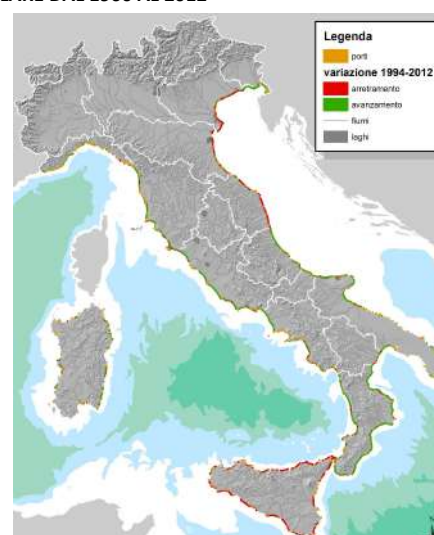 Legenda
porti
variazione 1994-2012
arretramento
avanzamento
fiumi
laghi